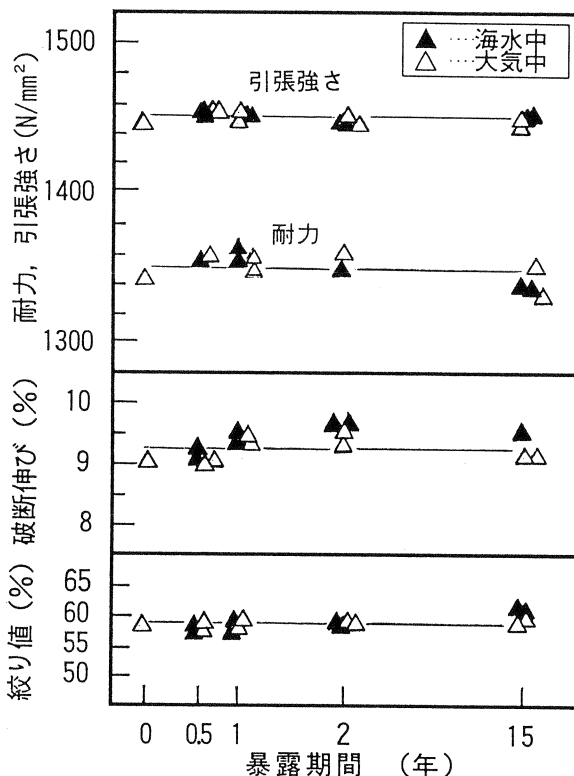 ▲‥‥海水中
△‥‥大気中
引張強さ
耐力
耐力, 引張強さ(N/mm²)
1500
1400
1300
破断伸び (%)
10
9
8
絞り値 (%)
65
60
55
50
0 0.5 1 2 15
暴露期間 (年)